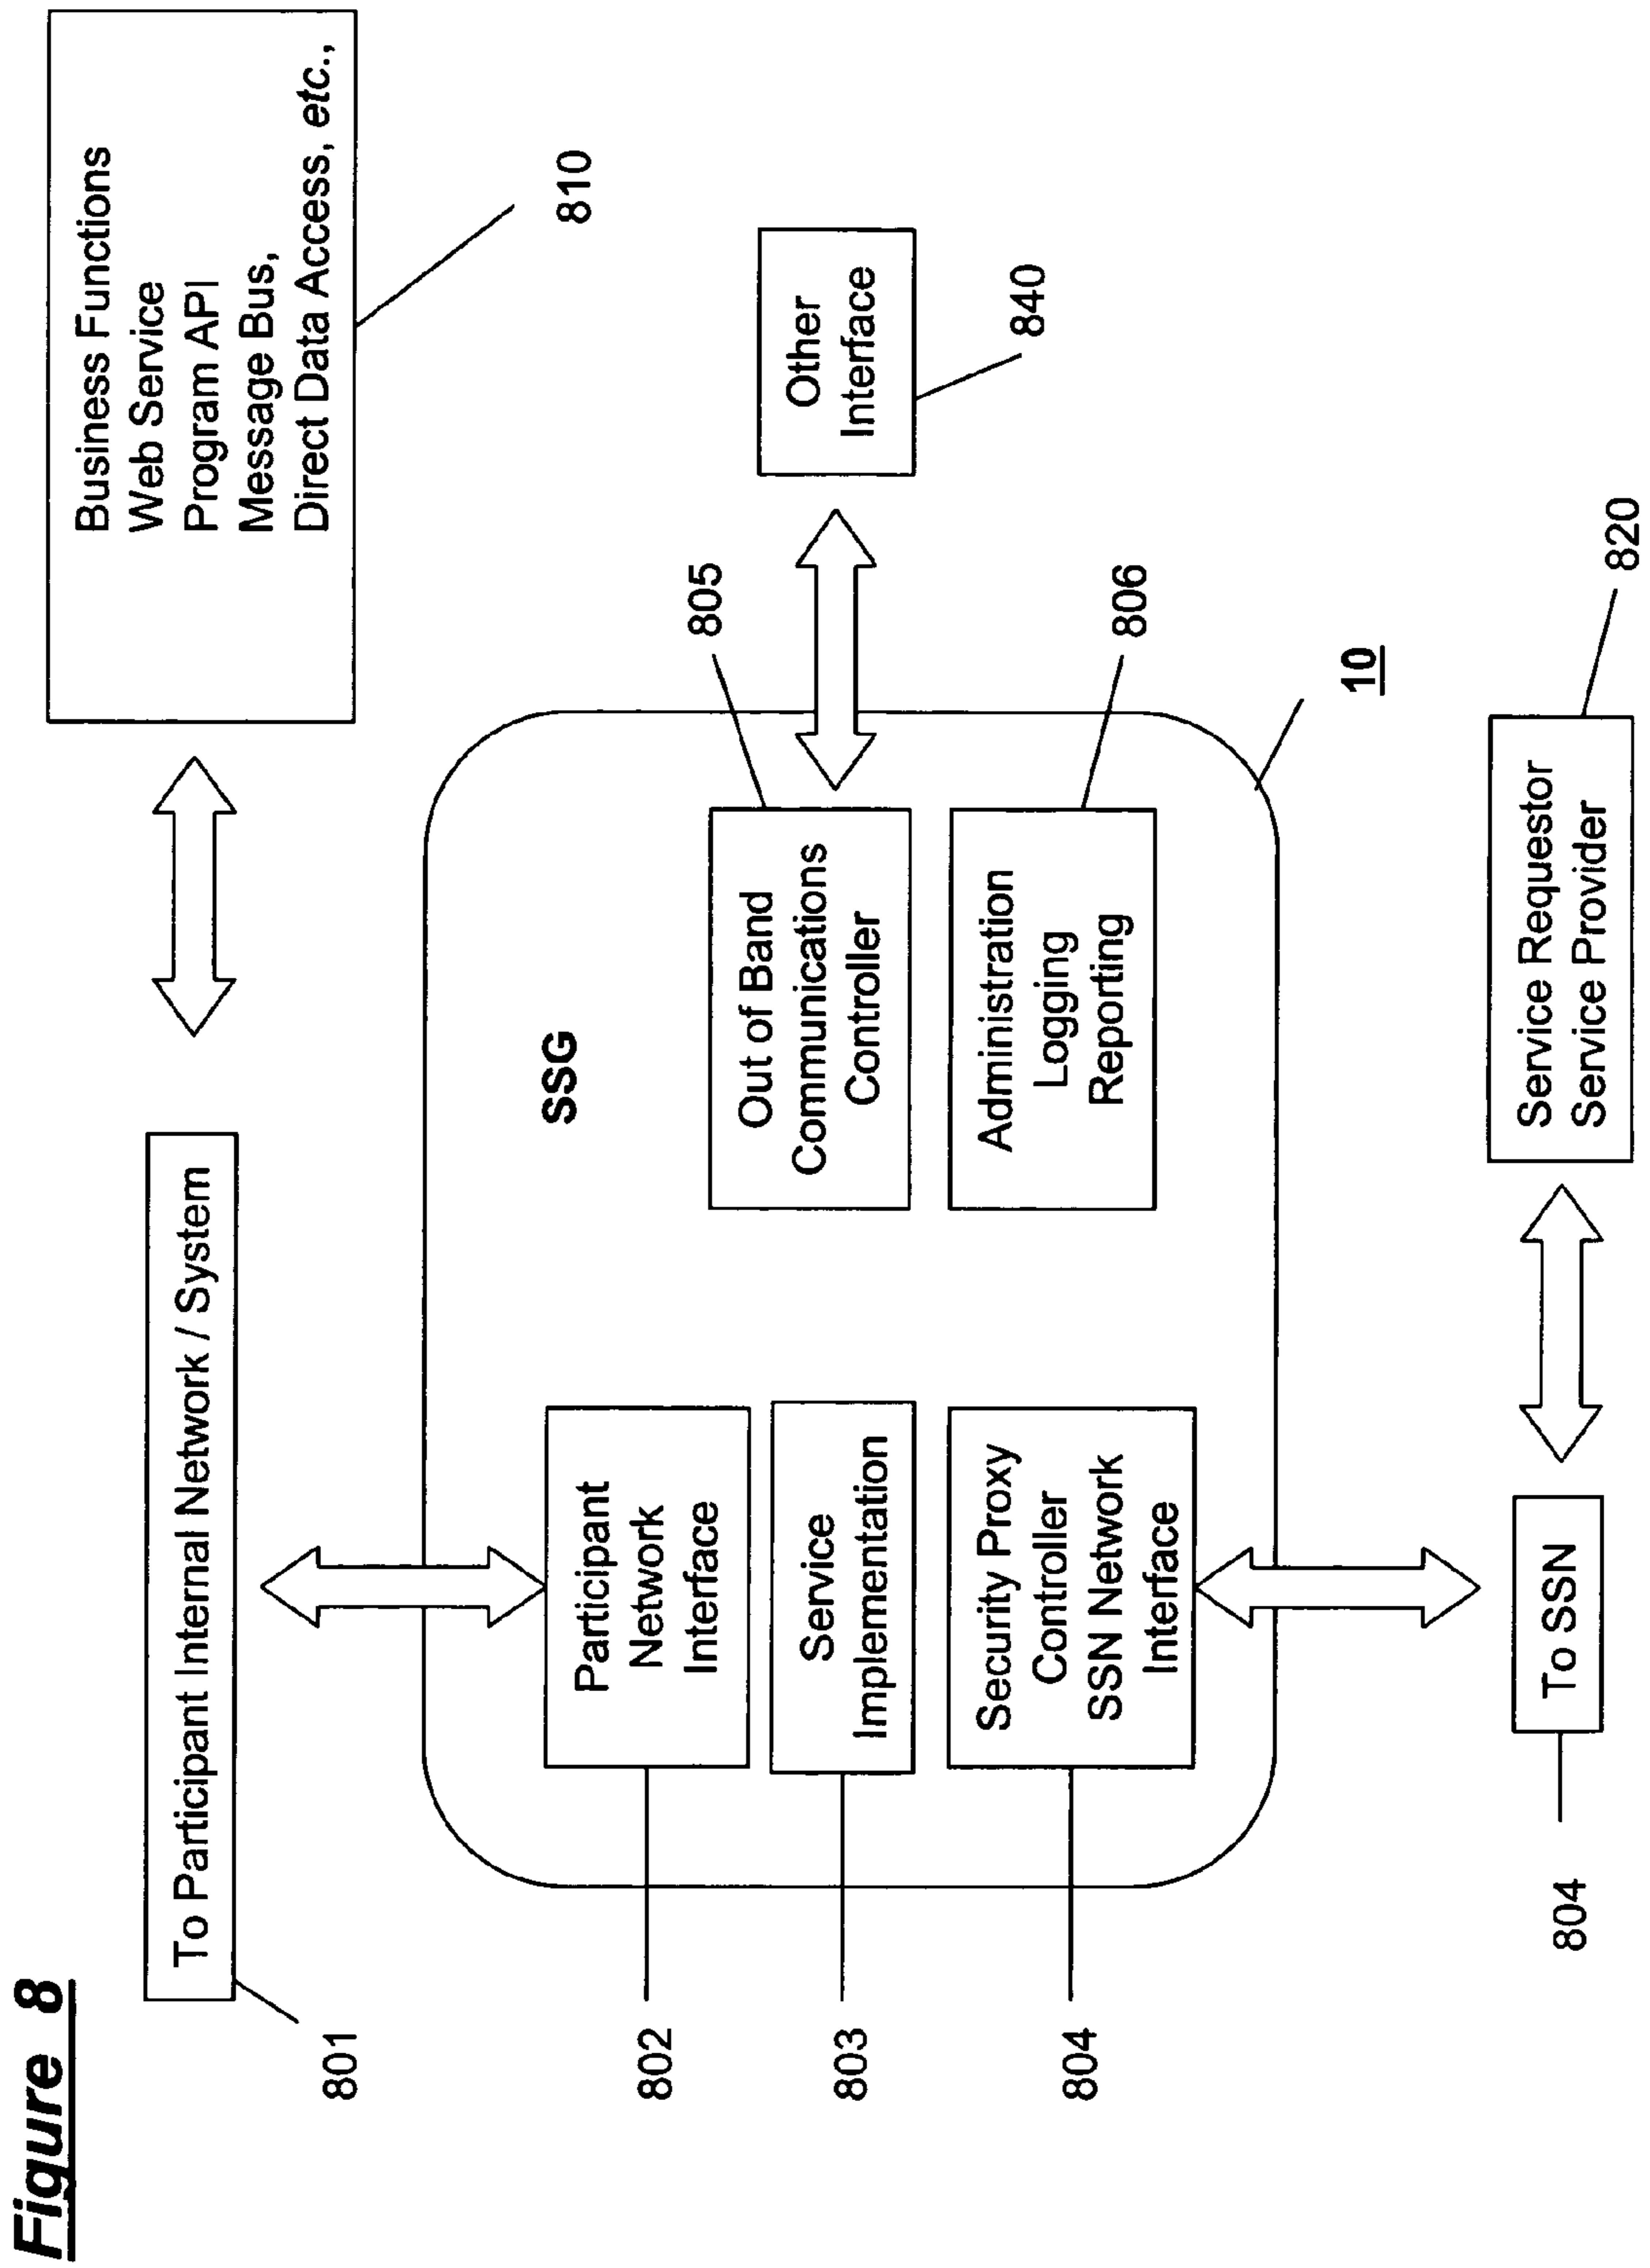 Figure 8
801
To Participant Internal Network / System
Business Functions
Web Service
Program API
Message Bus,
Direct Data Access, etc.,
810
SSG
802
Participant
Network
Interface
803
Service
Implementation
804
Security Proxy
Controller
SSN Network
Interface
805
Out of Band
Communications
Controller
806
Administration
Logging
Reporting
Other
Interface
840
10
804
To SSN
Service Requestor
Service Provider
820